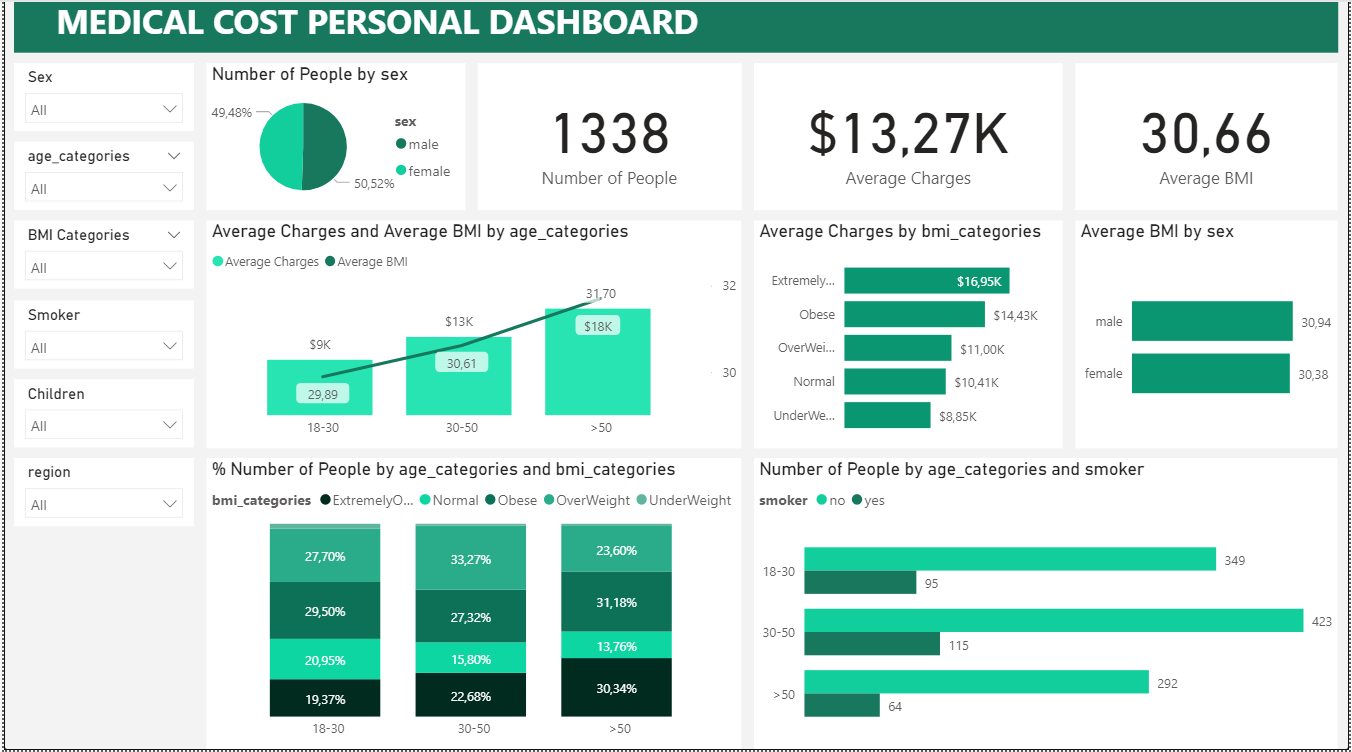 MEDICAL COST PERSONAL DASHBOARD
Sex
All
age_categories
All
BMI Categories
All
Smoker
All
Children
All
region
All
Number of People by sex
49,48%
50,52%
sex
male
female
1338
Number of People
$13,27K
Average Charges
30,66
Average BMI
Average Charges and Average BMI by age_categories
Average Charges Average BMI
32
30
$9K
$13K
31,70
$18K
30,61
29,89
18-30 30-50 >50
Average Charges by bmi_categories
Extremely... $16,95K
Obese $14,43K
OverWei... $11,00K
Normal $10,41K
UnderWe... $8,85K
Average BMI by sex
male 30,94
female 30,38
% Number of People by age_categories and bmi_categories
bmi_categories ExtremelyO... Normal Obese OverWeight UnderWeight
27,70% 33,27% 23,60%
29,50% 27,32% 31,18%
20,95% 15,80% 13,76%
19,37% 22,68% 30,34%
18-30 30-50 >50
Number of People by age_categories and smoker
smoker no yes
18-30 349
95
30-50 423
115
>50 292
64